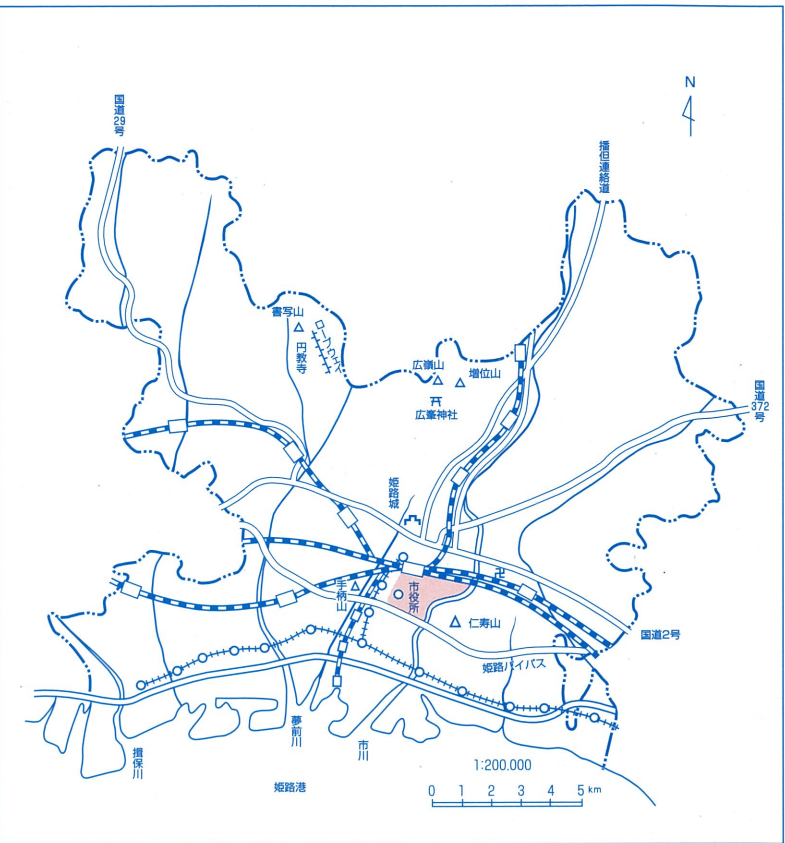 N
国道29号
播但連絡道
書写山
円教寺
ロープウェイ
広嶺山
増位山
広峯神社
国道372号
姫路城
卍
市役所
手柄山
仁寿山
国道2号
姫路バイパス
夢前川
市川
揖保川
姫路港
1:200.000
0 1 2 3 4 5 km